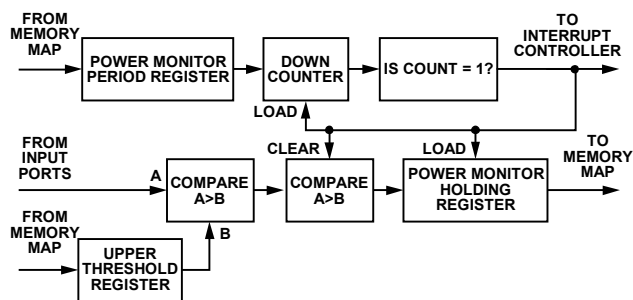 FROM
MEMORY
MAP
POWER MONITOR
PERIOD REGISTER
DOWN
COUNTER
IS COUNT = 1?
TO
INTERRUPT
CONTROLLER
LOAD
FROM
INPUT
PORTS
A
COMPARE
A>B
CLEAR
COMPARE
A>B
LOAD
POWER MONITOR
HOLDING
REGISTER
TO
MEMORY
MAP
FROM
MEMORY
MAP
UPPER
THRESHOLD
REGISTER
B